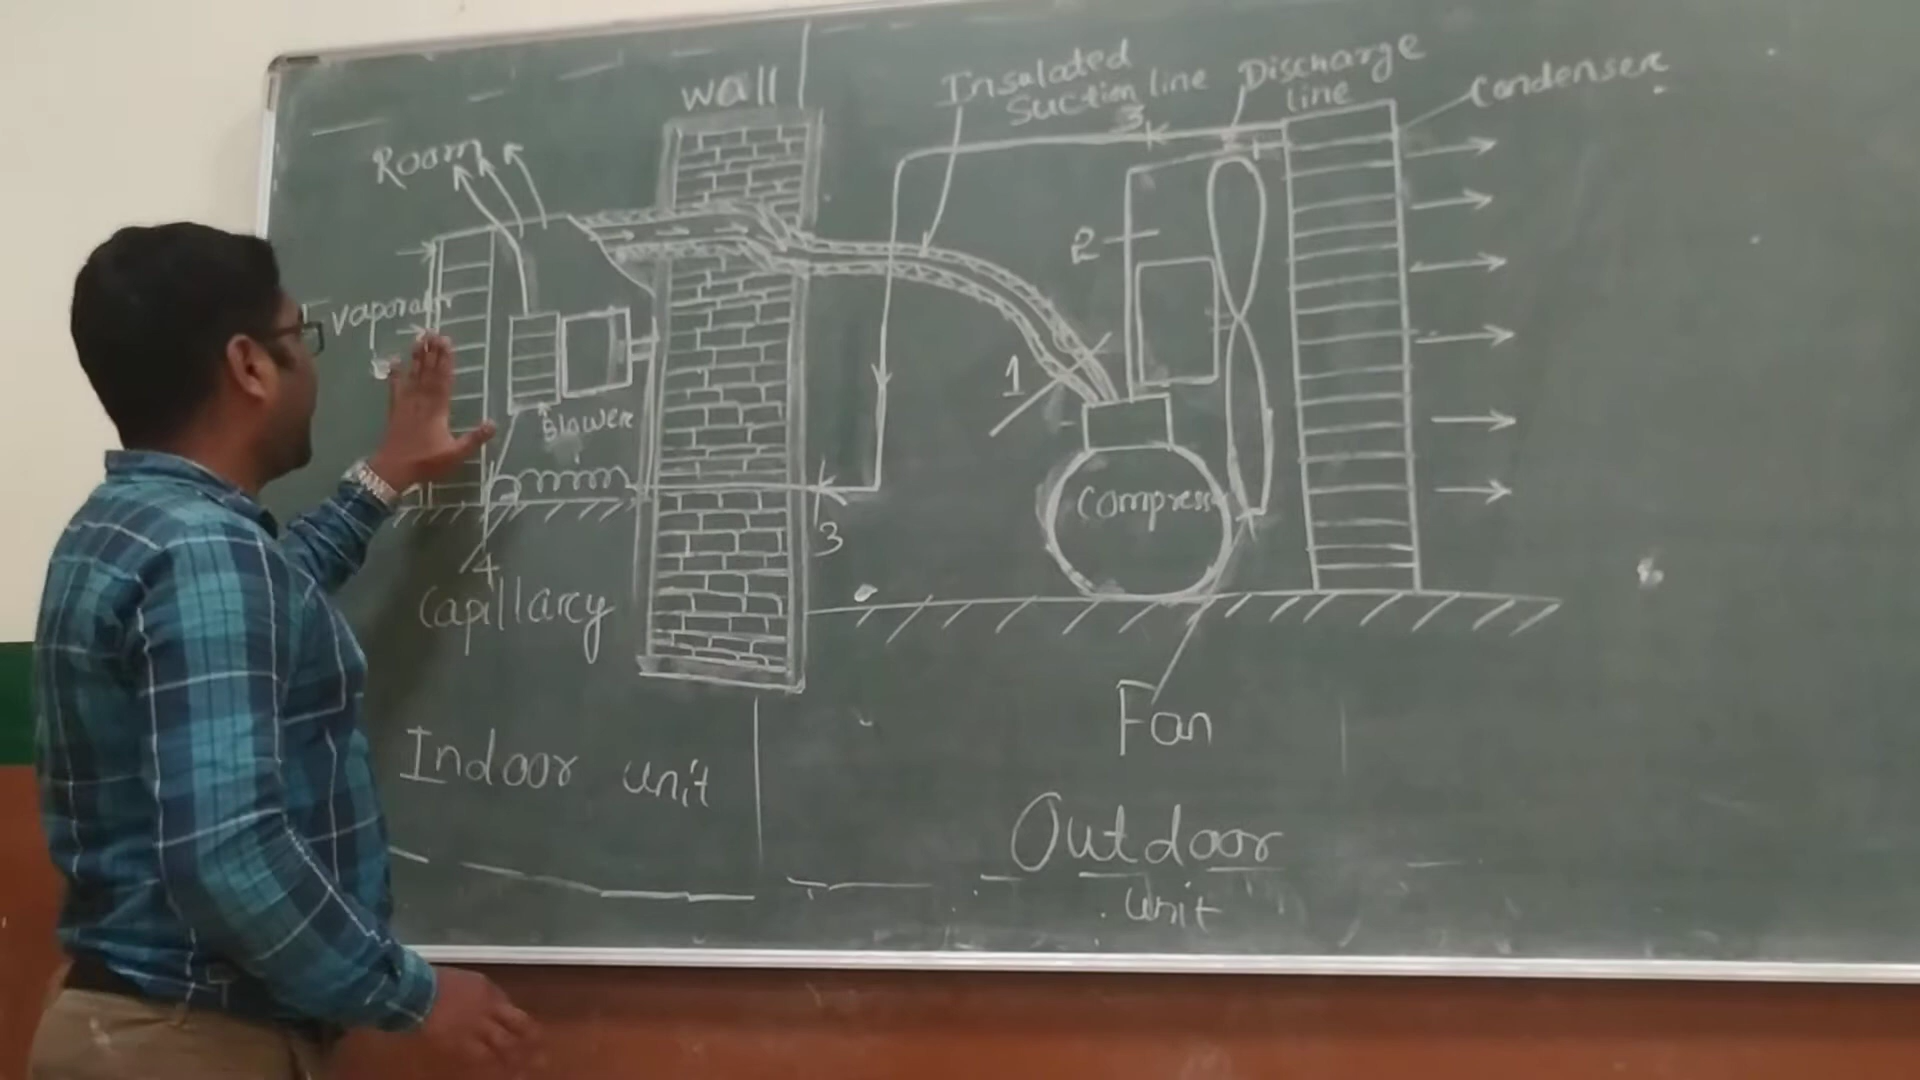 wall
Insulated
Suction line
Discharge
line
Condenser
Room
3
2
Evaporator
1
Blower
Compress
3
4
Capillary
Fan
Indoor unit
Outdoor
unit